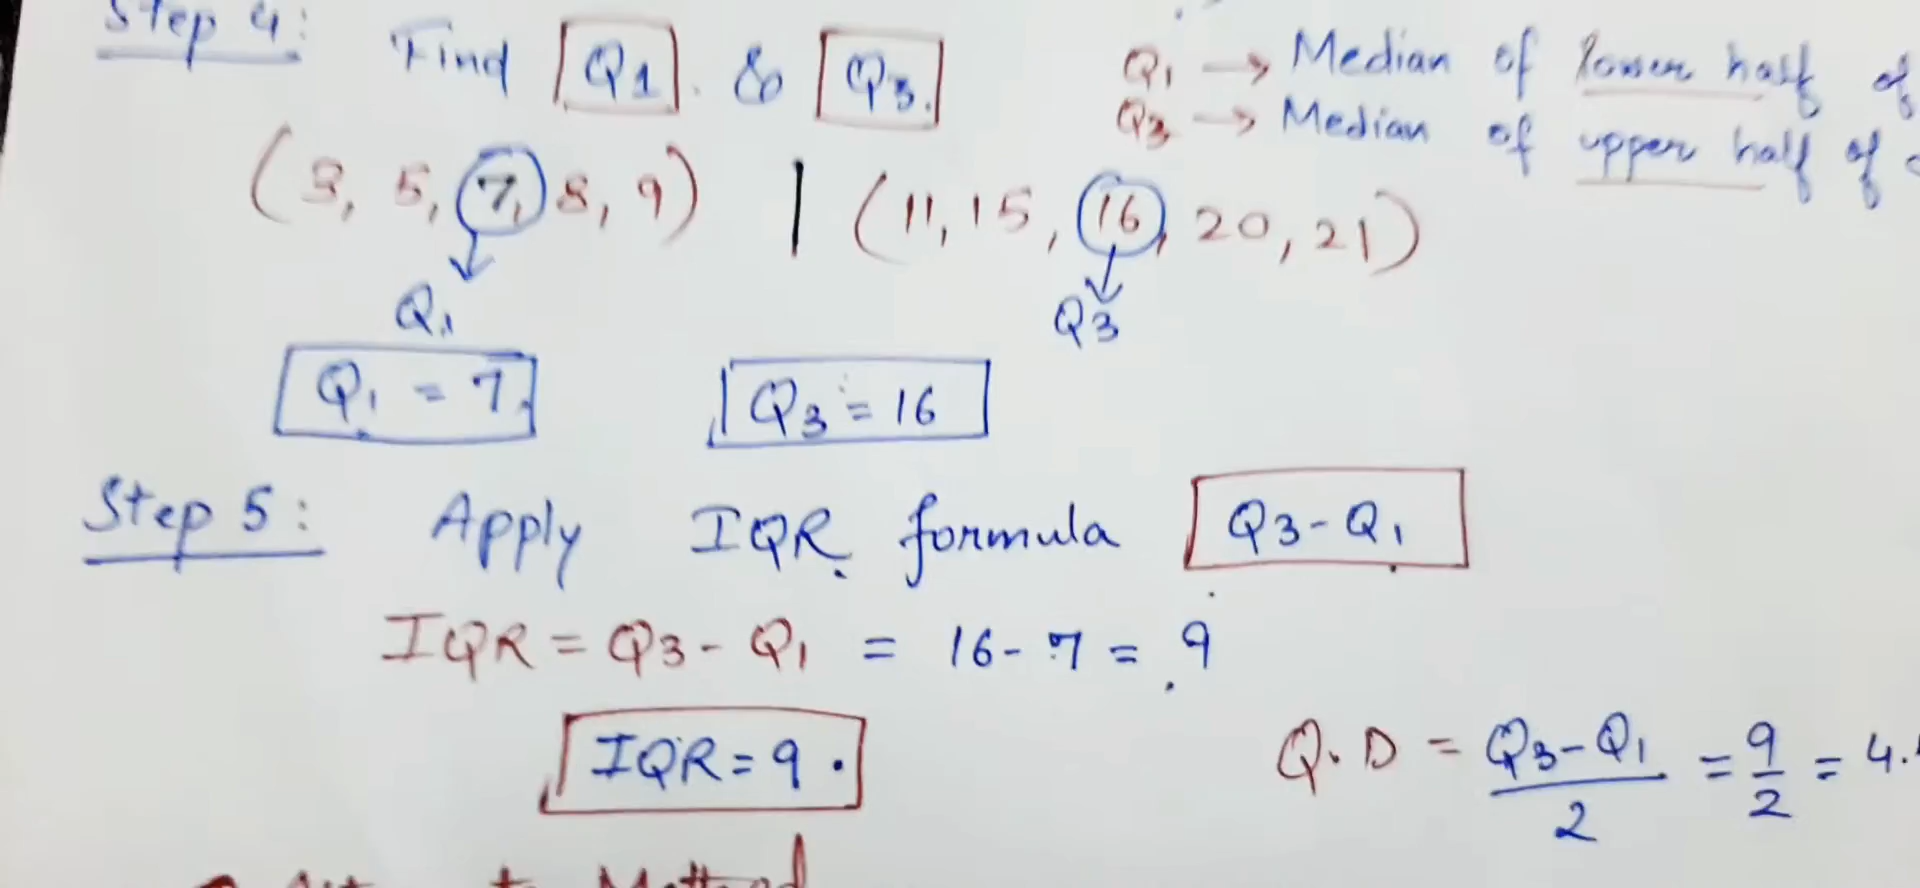 Step 4: Find Q1. & Q3.
Q1 → Median of lower half of
Q3 → Median of upper half of
(3, 5, 7, 8, 9) | (11, 15, 16, 20, 21)
Q1 Q3
Q1 = 7. Q3 = 16
Step 5: Apply IQR formula Q3 - Q1
IQR = Q3 - Q1 = 16 - 7 = 9
IQR = 9.
Q.D = Q3 - Q1 / 2 = 9/2 = 4.
Method